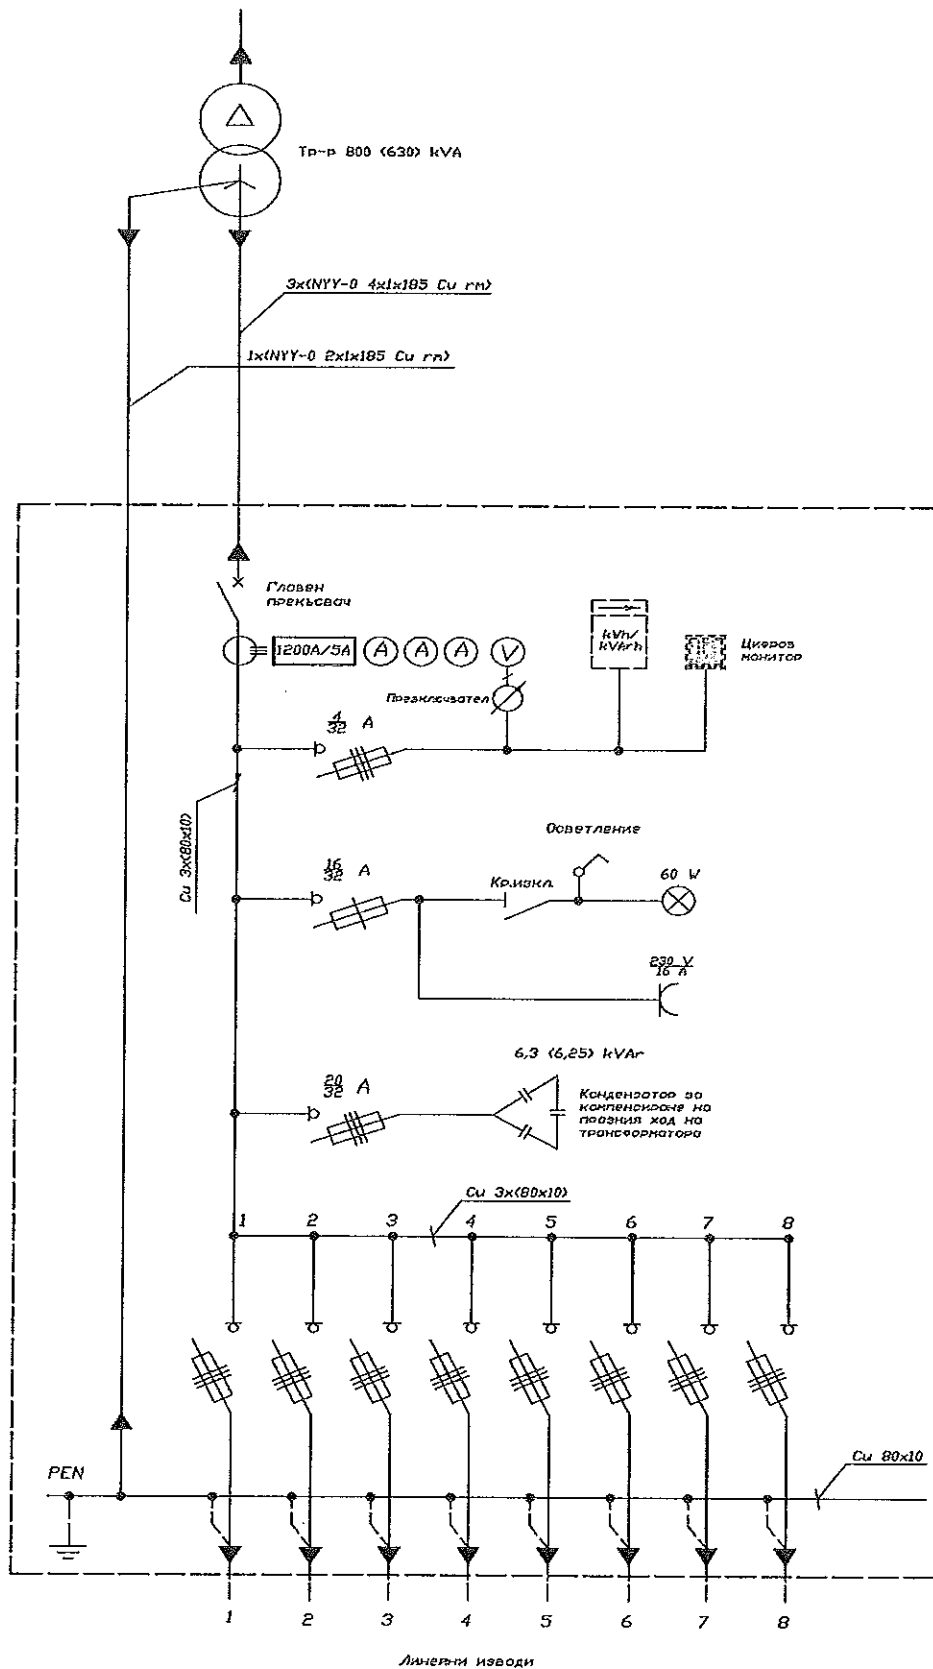 Тр-р 800 (630) kVA
3x(NYY-0 4x1x185 Cu rm)
1x(NYY-0 2x1x185 Cu rm)
Главен
прекъсвач
1200A/5A
A
A
A
V
kWh/
kVArh
Цифров
монитор
Превключвател
4
32 A
Cu 3x(80x10)
Осветление
16
32 A
Кр.изкл.
60 W
230 V
16 A
6,3 (6,25) kVAr
20
32 A
Кондензатор за
компенсиране на
празния ход на
трансформатора
Cu 3x(80x10)
1 2 3 4 5 6 7 8
Cu 80x10
PEN
1 2 3 4 5 6 7 8
Линейни изводи